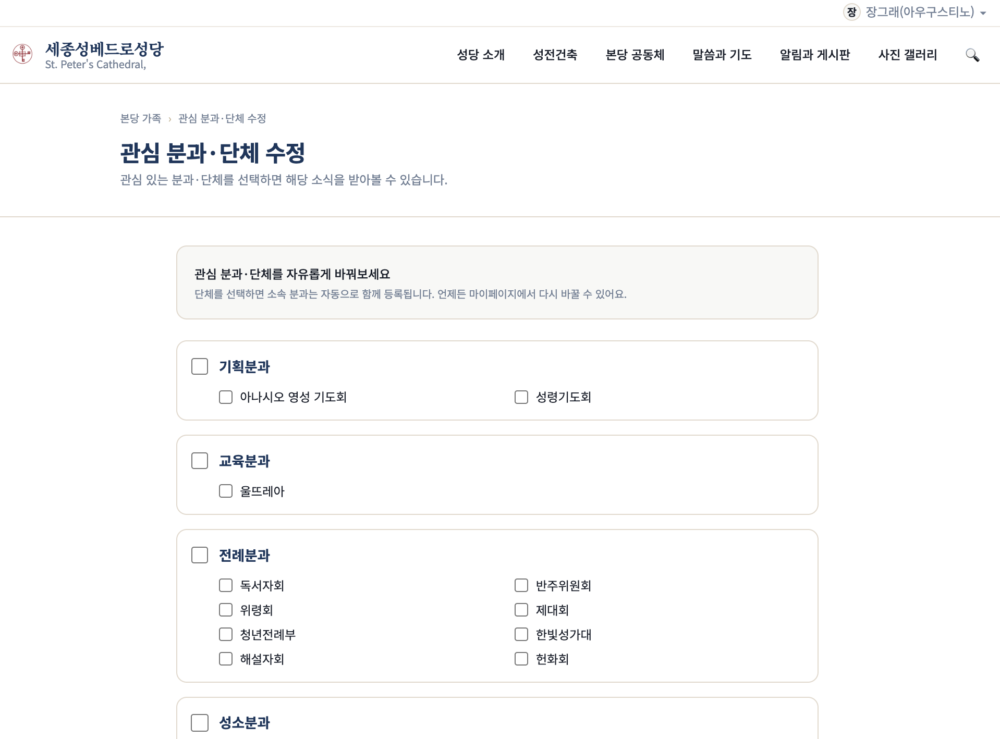 장 장그래(아우구스티노)
세종성베드로성당
St. Peter's Cathedral,
성당 소개 성전건축 본당 공동체 말씀과 기도 알림과 게시판 사진 갤러리
본당 가족 › 관심 분과·단체 수정
관심 분과·단체 수정
관심 있는 분과·단체를 선택하면 해당 소식을 받아볼 수 있습니다.
관심 분과·단체를 자유롭게 바꿔보세요
단체를 선택하면 소속 분과는 자동으로 함께 등록됩니다. 언제든 마이페이지에서 다시 바꿀 수 있어요.
기획분과
아나시오 영성 기도회 성령기도회
교육분과
울뜨레아
전례분과
독서자회 반주위원회
위령회 제대회
청년전례부 한빛성가대
해설자회 헌화회
성소분과